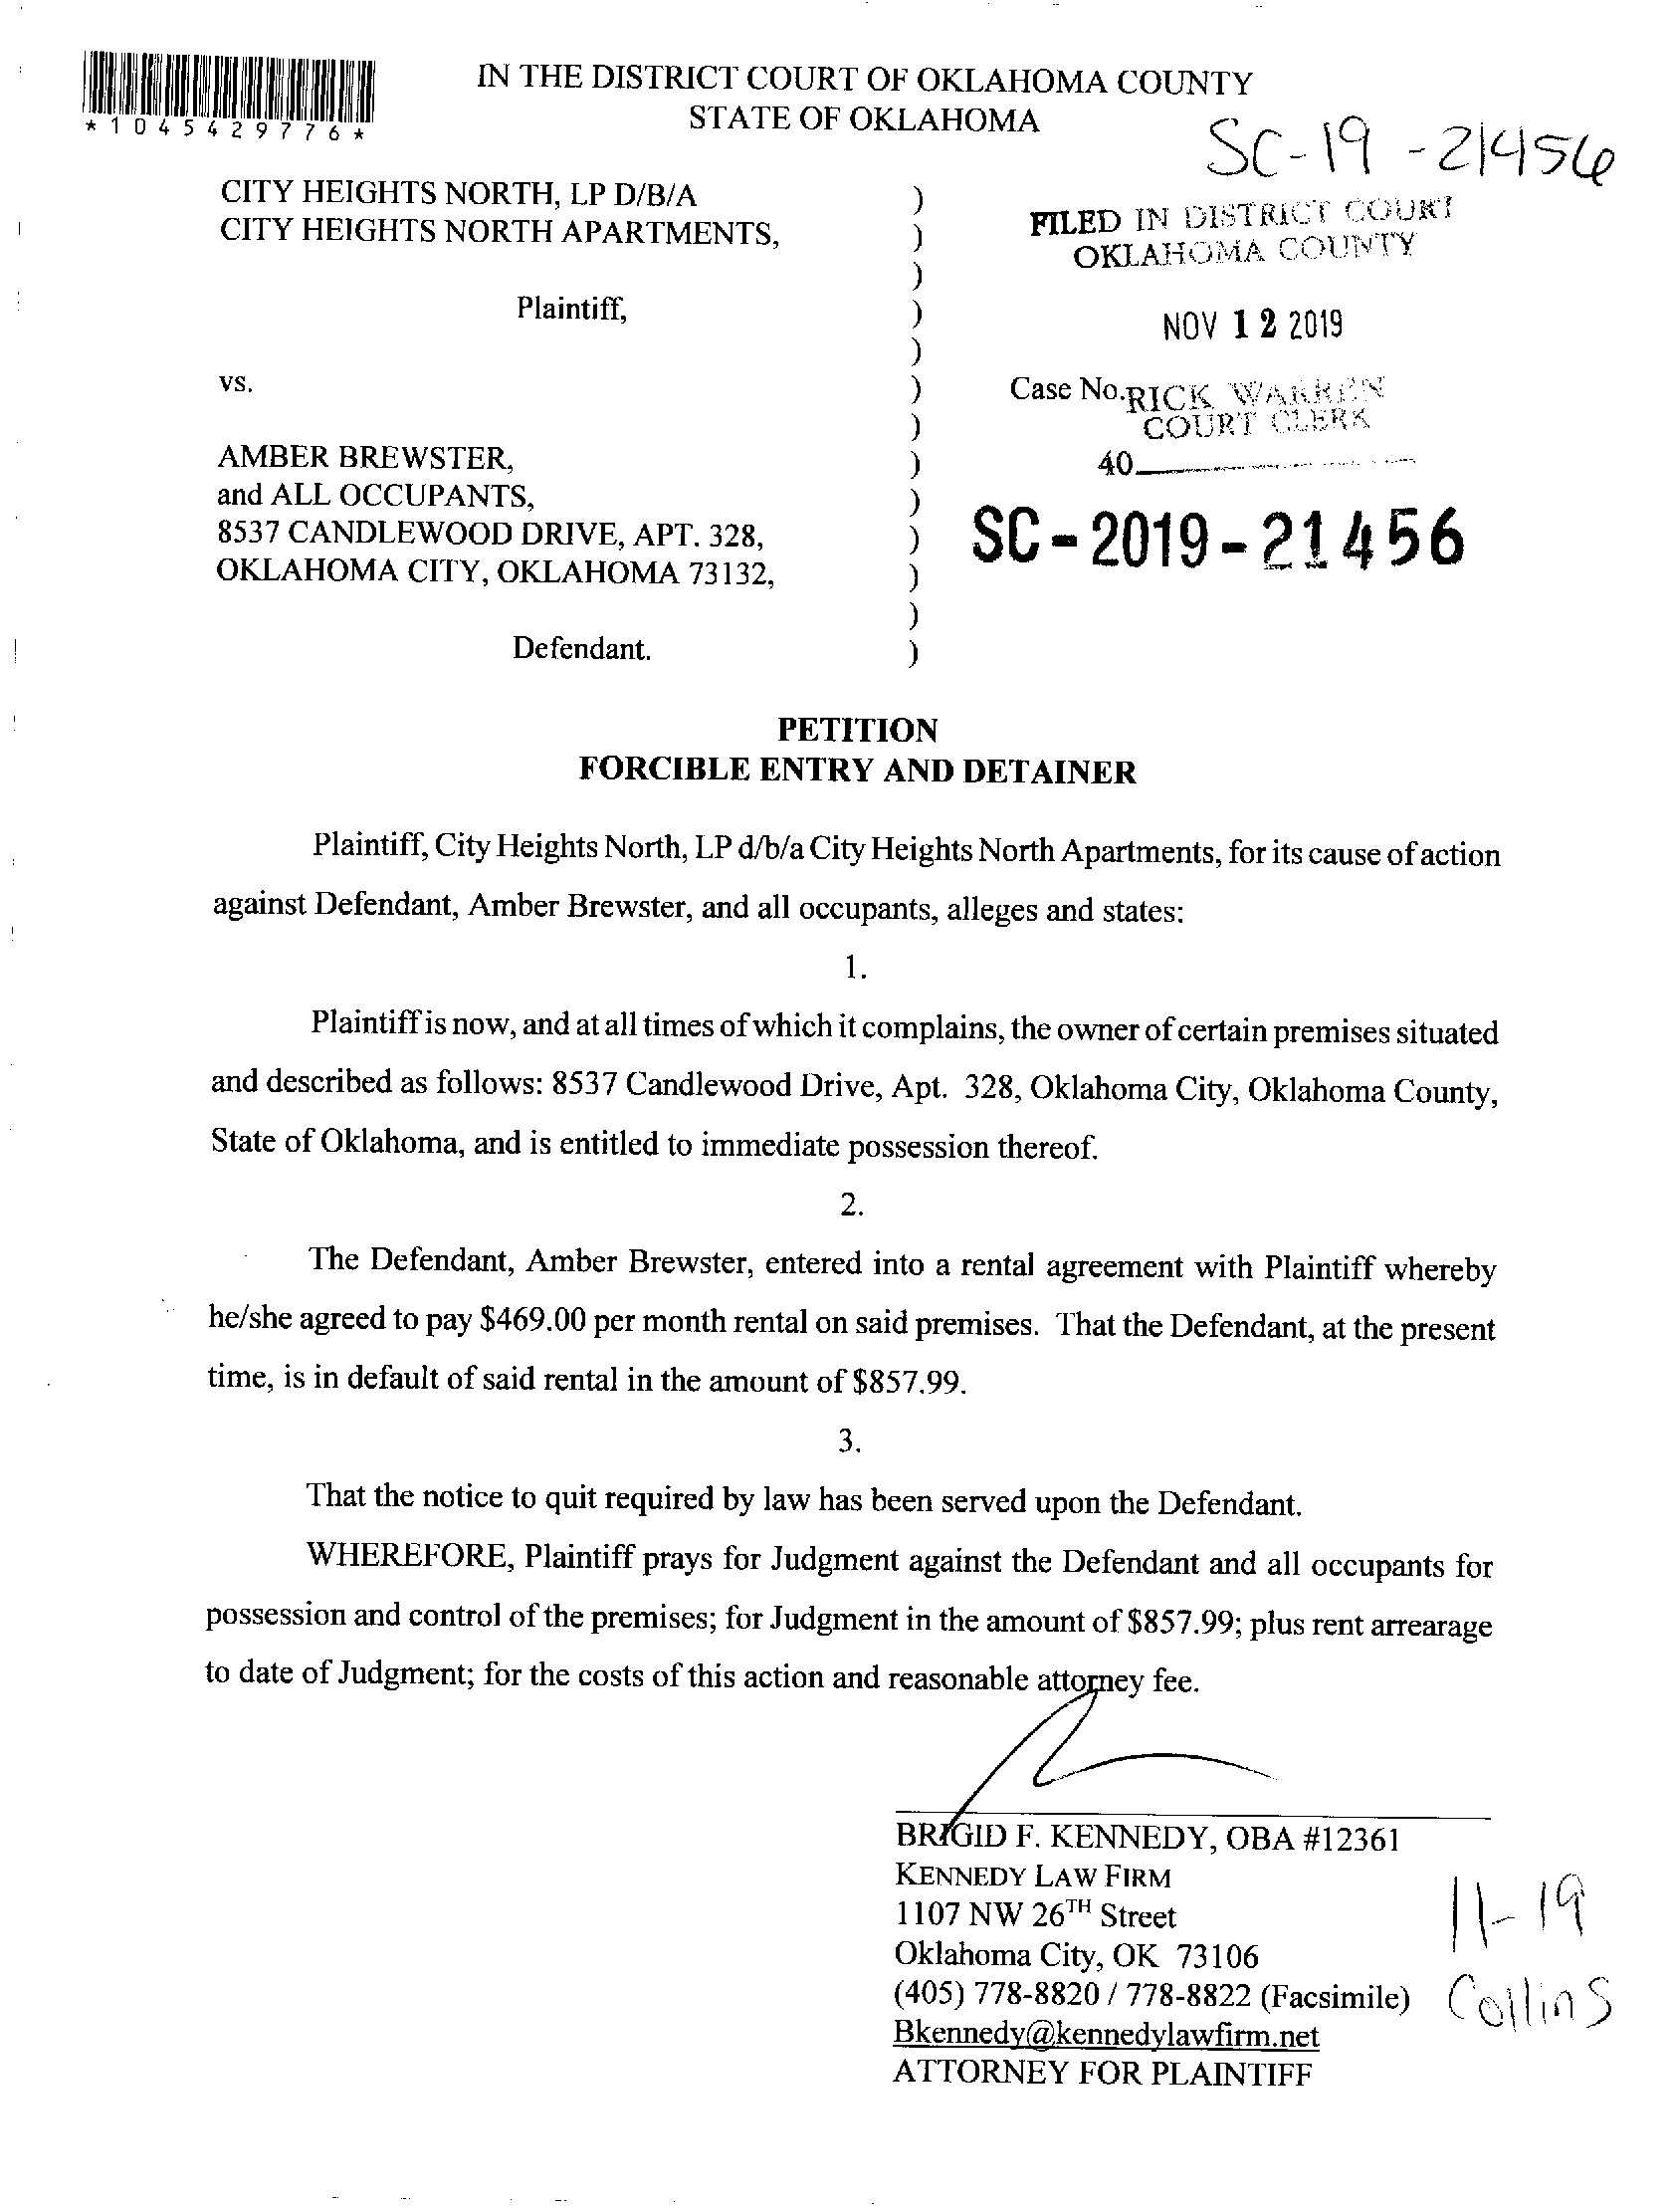 IN THE DISTRICT COURT OF OKLAHOMA COUNTY
STATE OF OKLAHOMA
*1045429776*
SC-19-21456
CITY HEIGHTS NORTH, LP D/B/A )
CITY HEIGHTS NORTH APARTMENTS, )
)
Plaintiff, )
)
vs. )
)
AMBER BREWSTER, )
and ALL OCCUPANTS, )
8537 CANDLEWOOD DRIVE, APT. 328, )
OKLAHOMA CITY, OKLAHOMA 73132, )
)
Defendant. )
FILED IN DISTRICT COURT
OKLAHOMA COUNTY
NOV 12 2019
Case No. RICK WARREN
COURT CLERK
40
SC-2019-21456
PETITION
FORCIBLE ENTRY AND DETAINER
Plaintiff, City Heights North, LP d/b/a City Heights North Apartments, for its cause of action
against Defendant, Amber Brewster, and all occupants, alleges and states:
1.
Plaintiff is now, and at all times of which it complains, the owner of certain premises situated
and described as follows: 8537 Candlewood Drive, Apt. 328, Oklahoma City, Oklahoma County,
State of Oklahoma, and is entitled to immediate possession thereof.
2.
The Defendant, Amber Brewster, entered into a rental agreement with Plaintiff whereby
he/she agreed to pay $469.00 per month rental on said premises. That the Defendant, at the present
time, is in default of said rental in the amount of $857.99.
3.
That the notice to quit required by law has been served upon the Defendant.
WHEREFORE, Plaintiff prays for Judgment against the Defendant and all occupants for
possession and control of the premises; for Judgment in the amount of $857.99; plus rent arrearage
to date of Judgment; for the costs of this action and reasonable attorney fee.
BRIGID F. KENNEDY, OBA #12361
KENNEDY LAW FIRM
1107 NW 26TH Street
Oklahoma City, OK 73106
(405) 778-8820 / 778-8822 (Facsimile)
Bkennedy@kennedylawfirm.net
ATTORNEY FOR PLAINTIFF
11-19
Collins